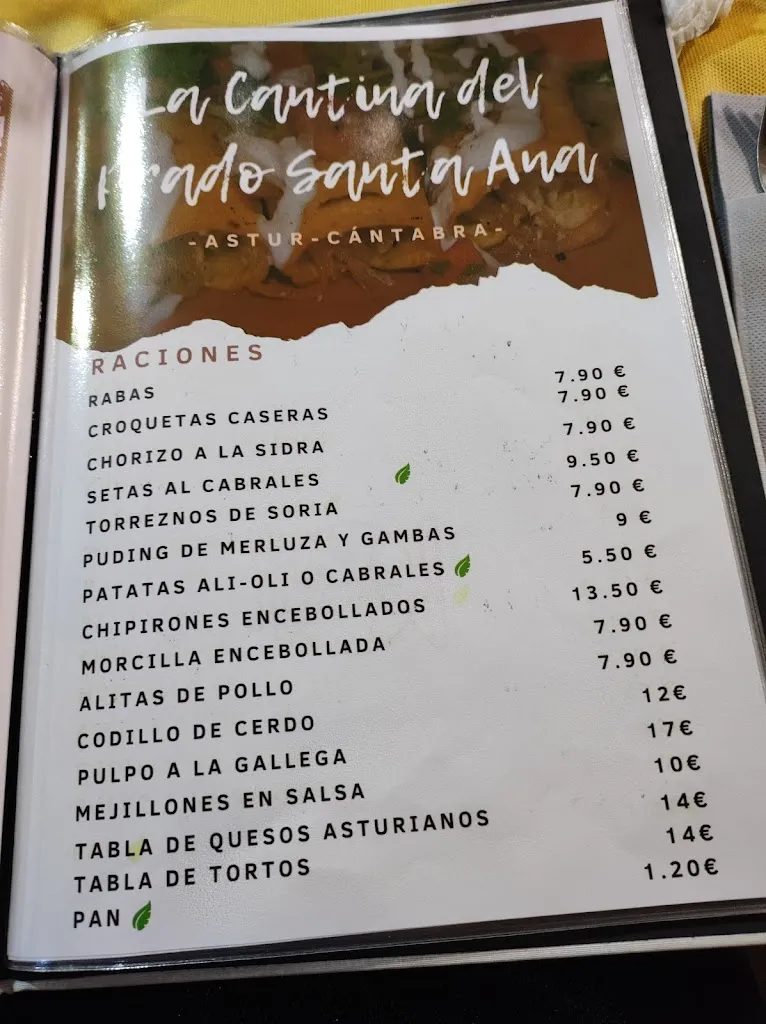 La Cantina del
Prado Santa Ana
-ASTUR-CÁNTABRA-
RACIONES
RABAS 7.90 €
CROQUETAS CASERAS 7.90 €
CHORIZO A LA SIDRA 7.90 €
SETAS AL CABRALES 9.50 €
TORREZNOS DE SORIA 7.90 €
PUDING DE MERLUZA Y GAMBAS 9 €
PATATAS ALI-OLI O CABRALES 5.50 €
CHIPIRONES ENCEBOLLADOS 13.50 €
MORCILLA ENCEBOLLADA 7.90 €
ALITAS DE POLLO 7.90 €
CODILLO DE CERDO 12€
PULPO A LA GALLEGA 17€
MEJILLONES EN SALSA 10€
TABLA DE QUESOS ASTURIANOS 14€
TABLA DE TORTOS 14€
PAN 1.20€